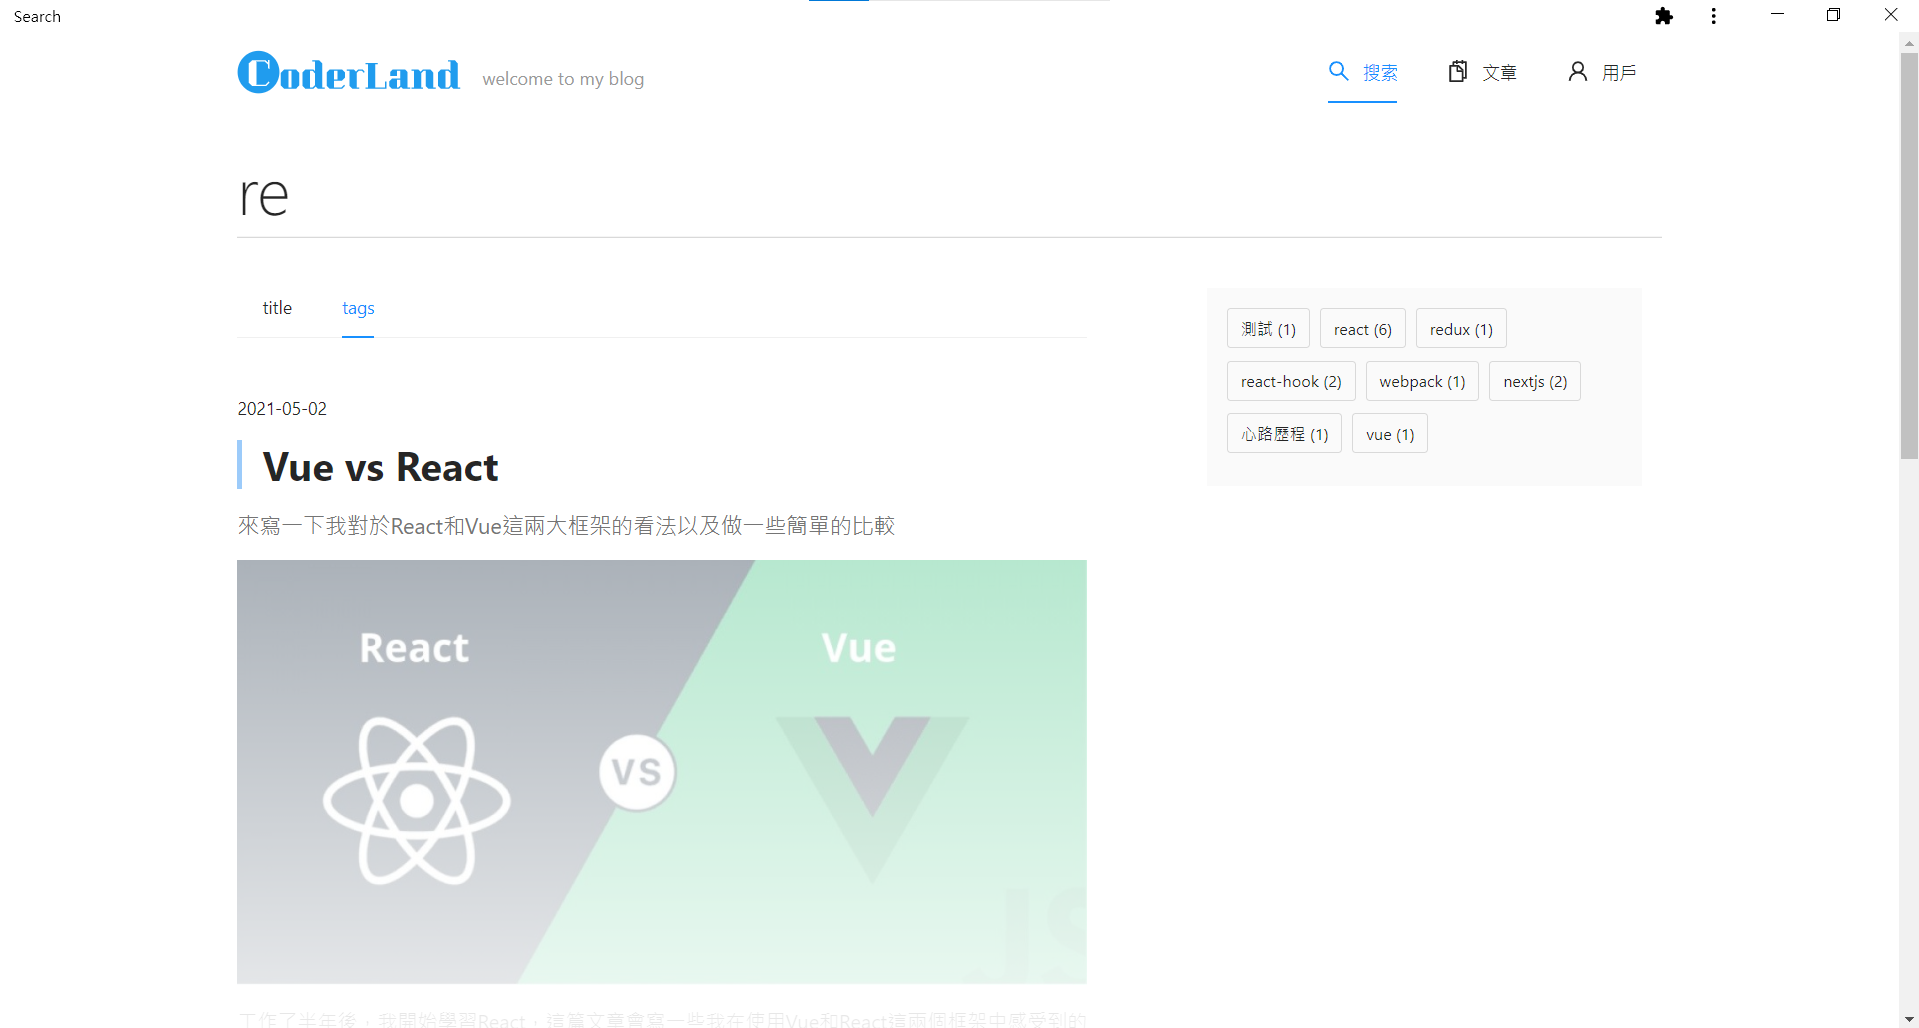 Search
CoderLand
welcome to my blog
搜索
文章
用戶
re
title
tags
測試 (1)
react (6)
redux (1)
react-hook (2)
webpack (1)
nextjs (2)
心路歷程 (1)
vue (1)
2021-05-02
Vue vs React
來寫一下我對於React和Vue這兩大框架的看法以及做一些簡單的比較
React
Vue
VS
JS
工作了半年後，我開始學習React，這篇文章會寫一些我在使用Vue和React這兩個框架中感受到的